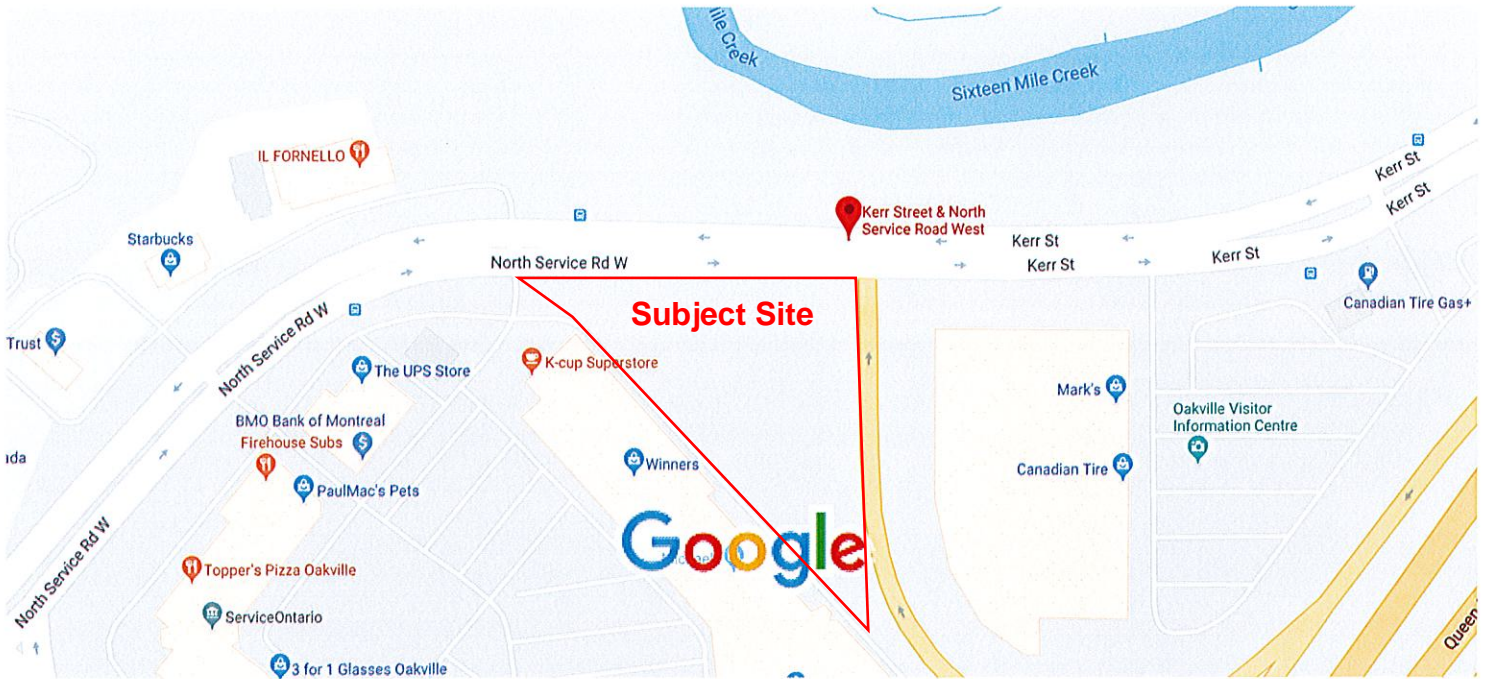 Mile Creek
Sixteen Mile Creek
IL FORNELLO
Kerr St
Kerr St
Kerr Street & North
Service Road West
Starbucks
Kerr St
Kerr St
Kerr St
North Service Rd W
Canadian Tire Gas+
Subject Site
Trust
North Service Rd W
K-cup Superstore
The UPS Store
Mark's
BMO Bank of Montreal
Firehouse Subs
Oakville Visitor
Information Centre
Winners
Canadian Tire
PaulMac's Pets
Google
North Service Rd W
Topper's Pizza Oakville
ServiceOntario
3 for 1 Glasses Oakville
Queen